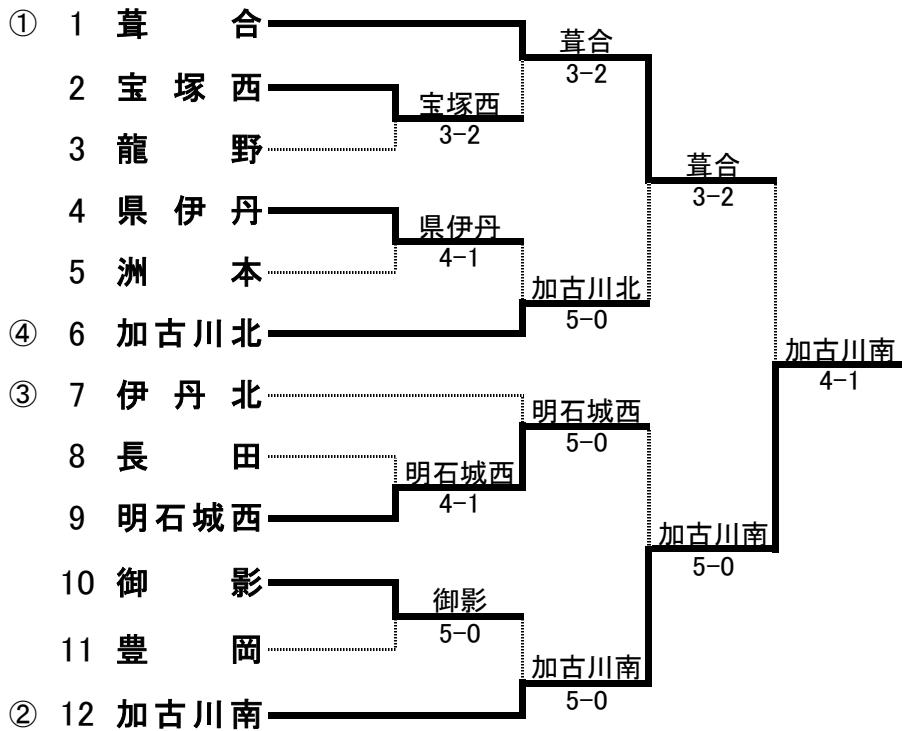 ① 1 葺合
葺合
3-2
2 宝塚西
宝塚西
3-2
3 龍野
葺合
3-2
4 県伊丹
県伊丹
4-1
5 洲本
加古川北
5-0
④ 6 加古川北
加古川南
4-1
③ 7 伊丹北
明石城西
5-0
8 長田
明石城西
4-1
9 明石城西
加古川南
5-0
10 御影
御影
5-0
11 豊岡
加古川南
5-0
② 12 加古川南